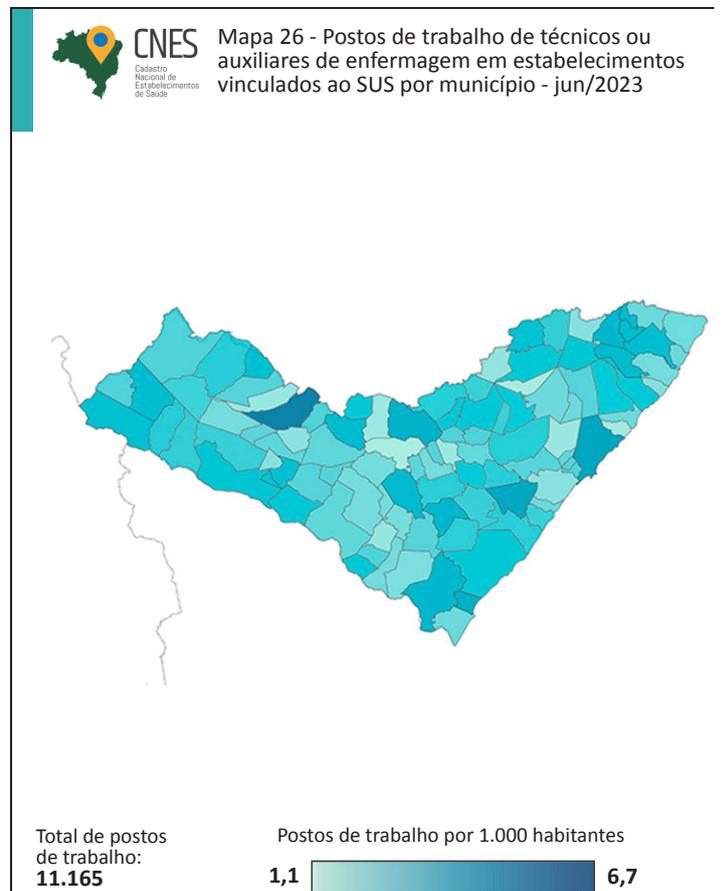 CNES
Cadastro
Nacional de
Estabelecimentos
de Saúde
Mapa 26 - Postos de trabalho de técnicos ou
auxiliares de enfermagem em estabelecimentos
vinculados ao SUS por município - jun/2023
Total de postos
de trabalho:
11.165
Postos de trabalho por 1.000 habitantes
1,1
6,7